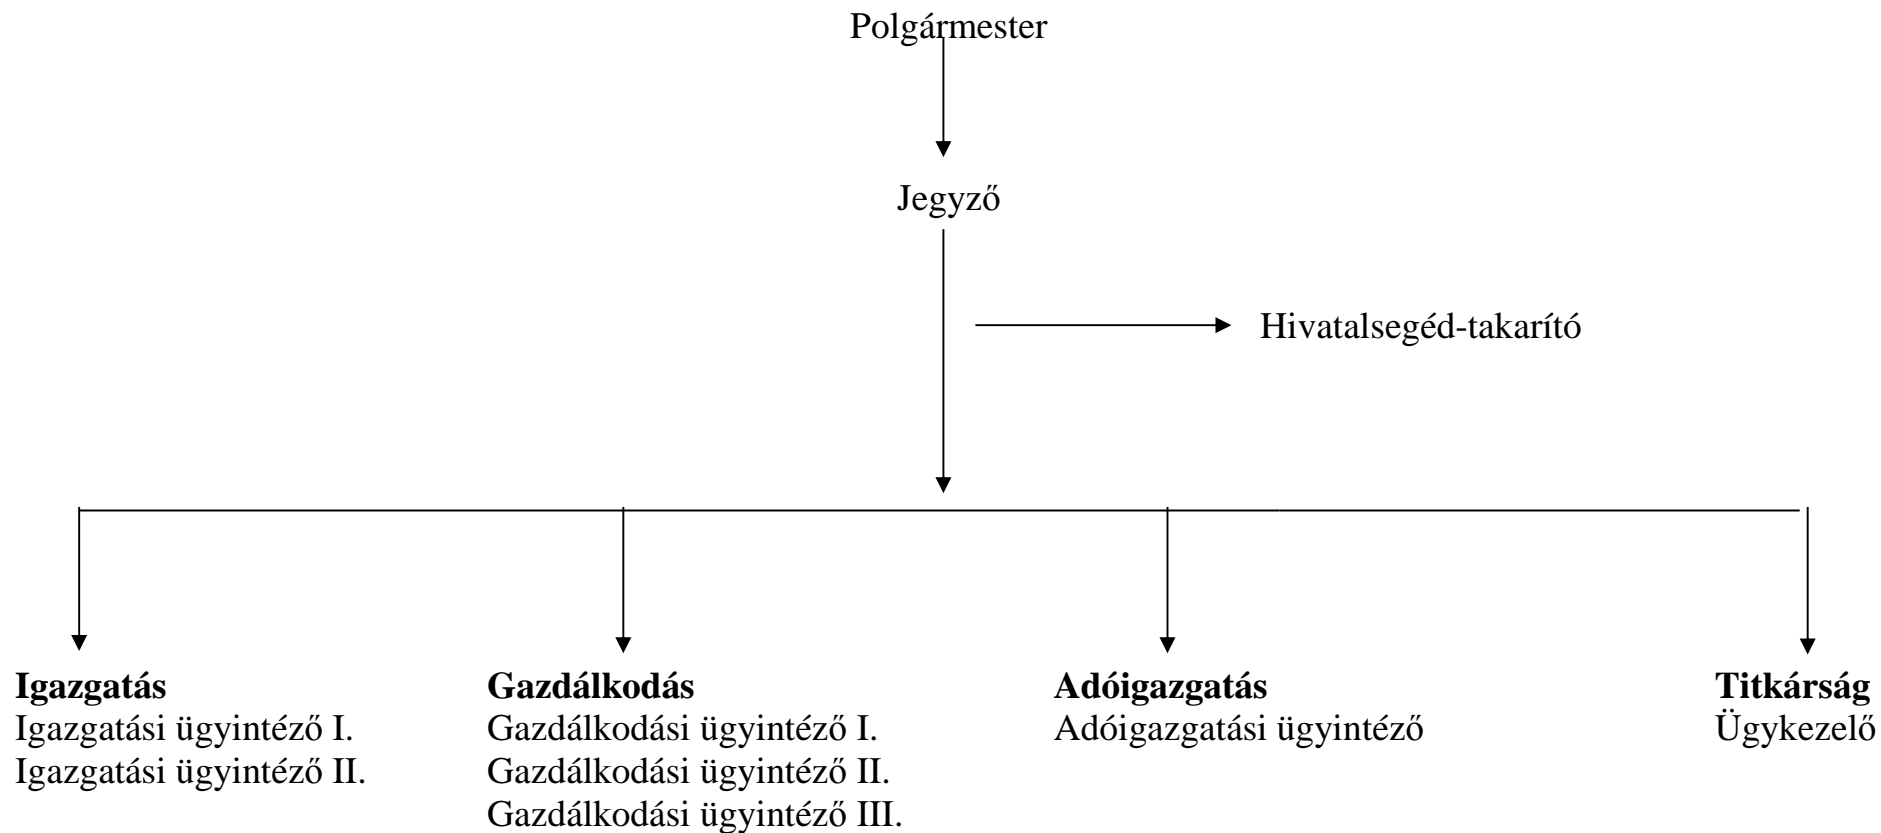 Polgármester
Jegyző
Hivatalsegéd-takarító
Igazgatás
Igazgatási ügyintéző I.
Igazgatási ügyintéző II.
Gazdálkodás
Gazdálkodási ügyintéző I.
Gazdálkodási ügyintéző II.
Gazdálkodási ügyintéző III.
Adóigazgatás
Adóigazgatási ügyintéző
Titkárság
Ügykezelő